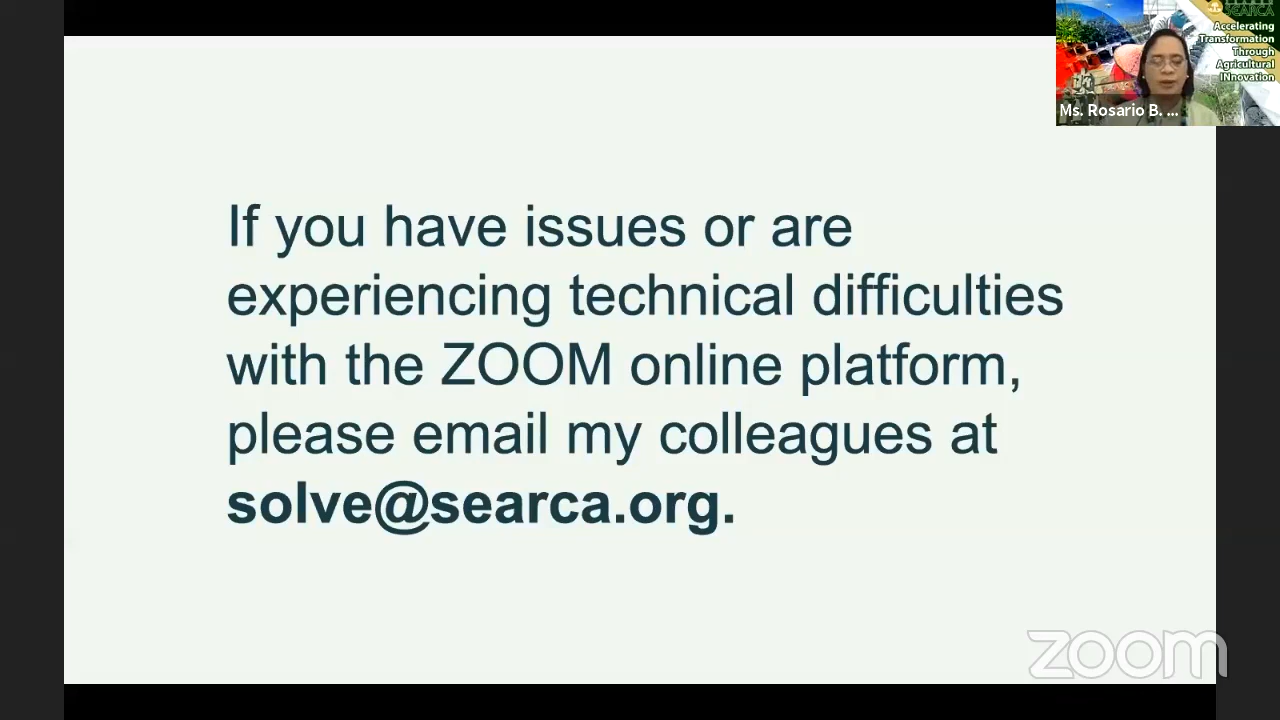 SEARCA
Accelerating
Transformation
Through
Agricultural
INnovation
Ms. Rosario B. ...
If you have issues or are
experiencing technical difficulties
with the ZOOM online platform,
please email my colleagues at
solve@searca.org.
zoom